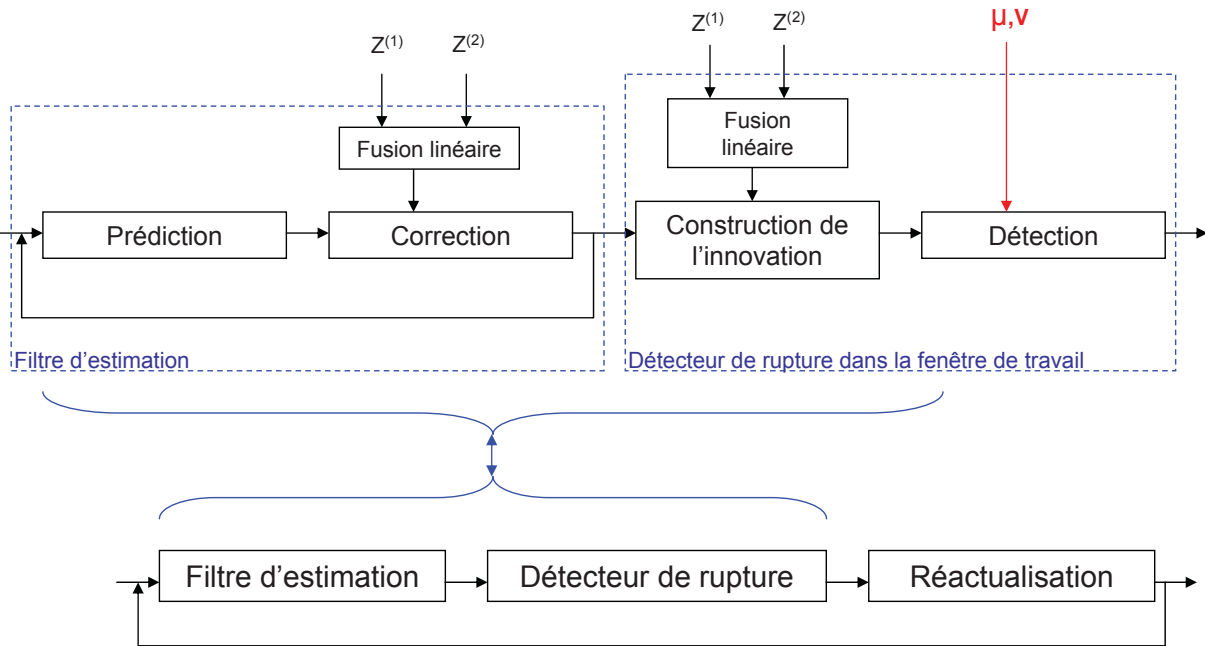 Z(1) Z(2)
Z(1) Z(2)
μ,ν
Fusion linéaire
Fusion
linéaire
Prédiction
Correction
Construction de
l'innovation
Détection
Filtre d'estimation
Détecteur de rupture dans la fenêtre de travail
Filtre d'estimation
Détecteur de rupture
Réactualisation